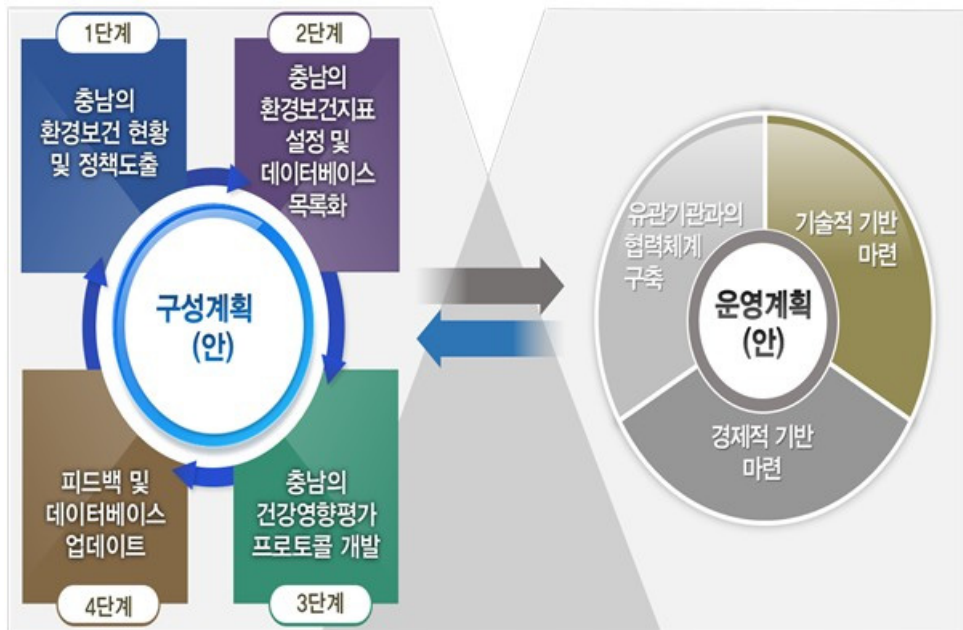 1단계
충남의
환경보건 현황
및 정책도출
2단계
충남의
환경보건지표
설정 및
데이터베이스
목록화
구성계획
(안)
피드백 및
데이터베이스
업데이트
4단계
충남의
건강영향평가
프로토콜 개발
3단계
유관기관과의
협력체계
구축
기술적 기반
마련
운영계획
(안)
경제적 기반
마련